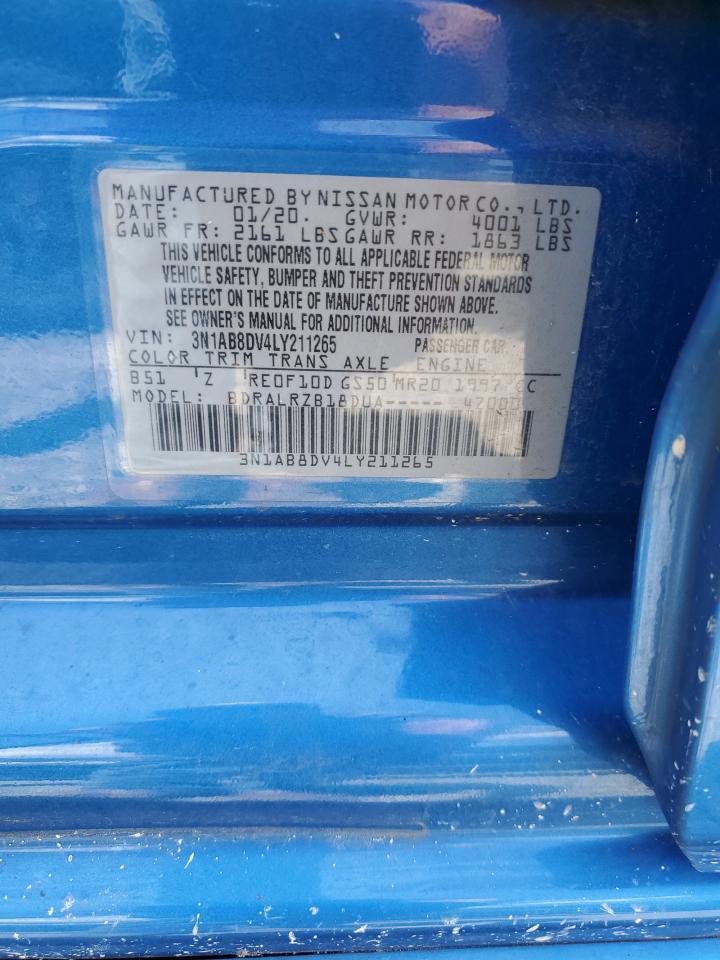 MANUFACTURED BY NISSAN MOTOR CO., LTD.
DATE: 01/20. GVWR: 4001 LBS
GAWR FR: 2161 LBS GAWR RR: 1863 LBS
THIS VEHICLE CONFORMS TO ALL APPLICABLE FEDERAL MOTOR
VEHICLE SAFETY, BUMPER AND THEFT PREVENTION STANDARDS
IN EFFECT ON THE DATE OF MANUFACTURE SHOWN ABOVE.
SEE OWNER'S MANUAL FOR ADDITIONAL INFORMATION.
VIN: 3N1AB8DV4LY211265 PASSENGER CAR
COLOR TRIM TRANS AXLE ENGINE
B51 Z RE0F10D GS50 MR20 1997 CC
MODEL: BDRALRZB18DUA----- 4700D
3N1AB8DV4LY211265